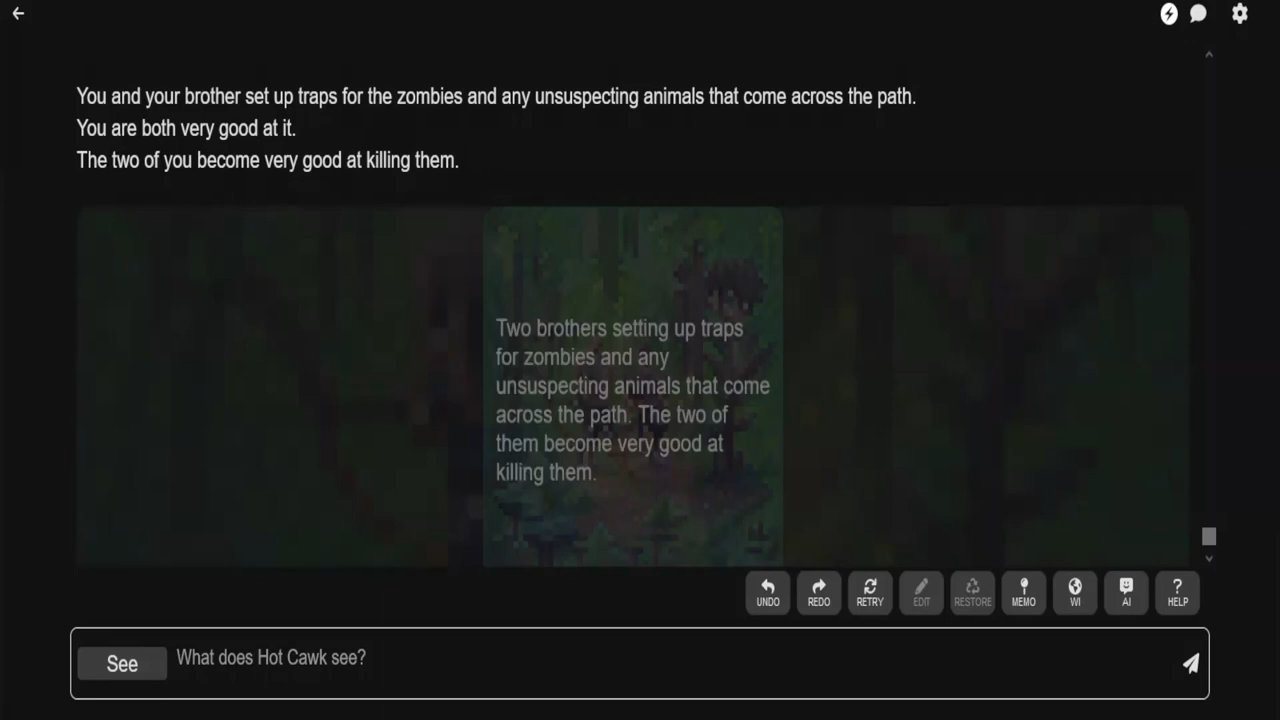 You and your brother set up traps for the zombies and any unsuspecting animals that come across the path.
You are both very good at it.
The two of you become very good at killing them.
Two brothers setting up traps
for zombies and any
unsuspecting animals that come
across the path. The two of
them become very good at
killing them.
UNDO
REDO
RETRY
EDIT
RESTORE
MEMO
WI
AI
HELP
See
What does Hot Cawk see?